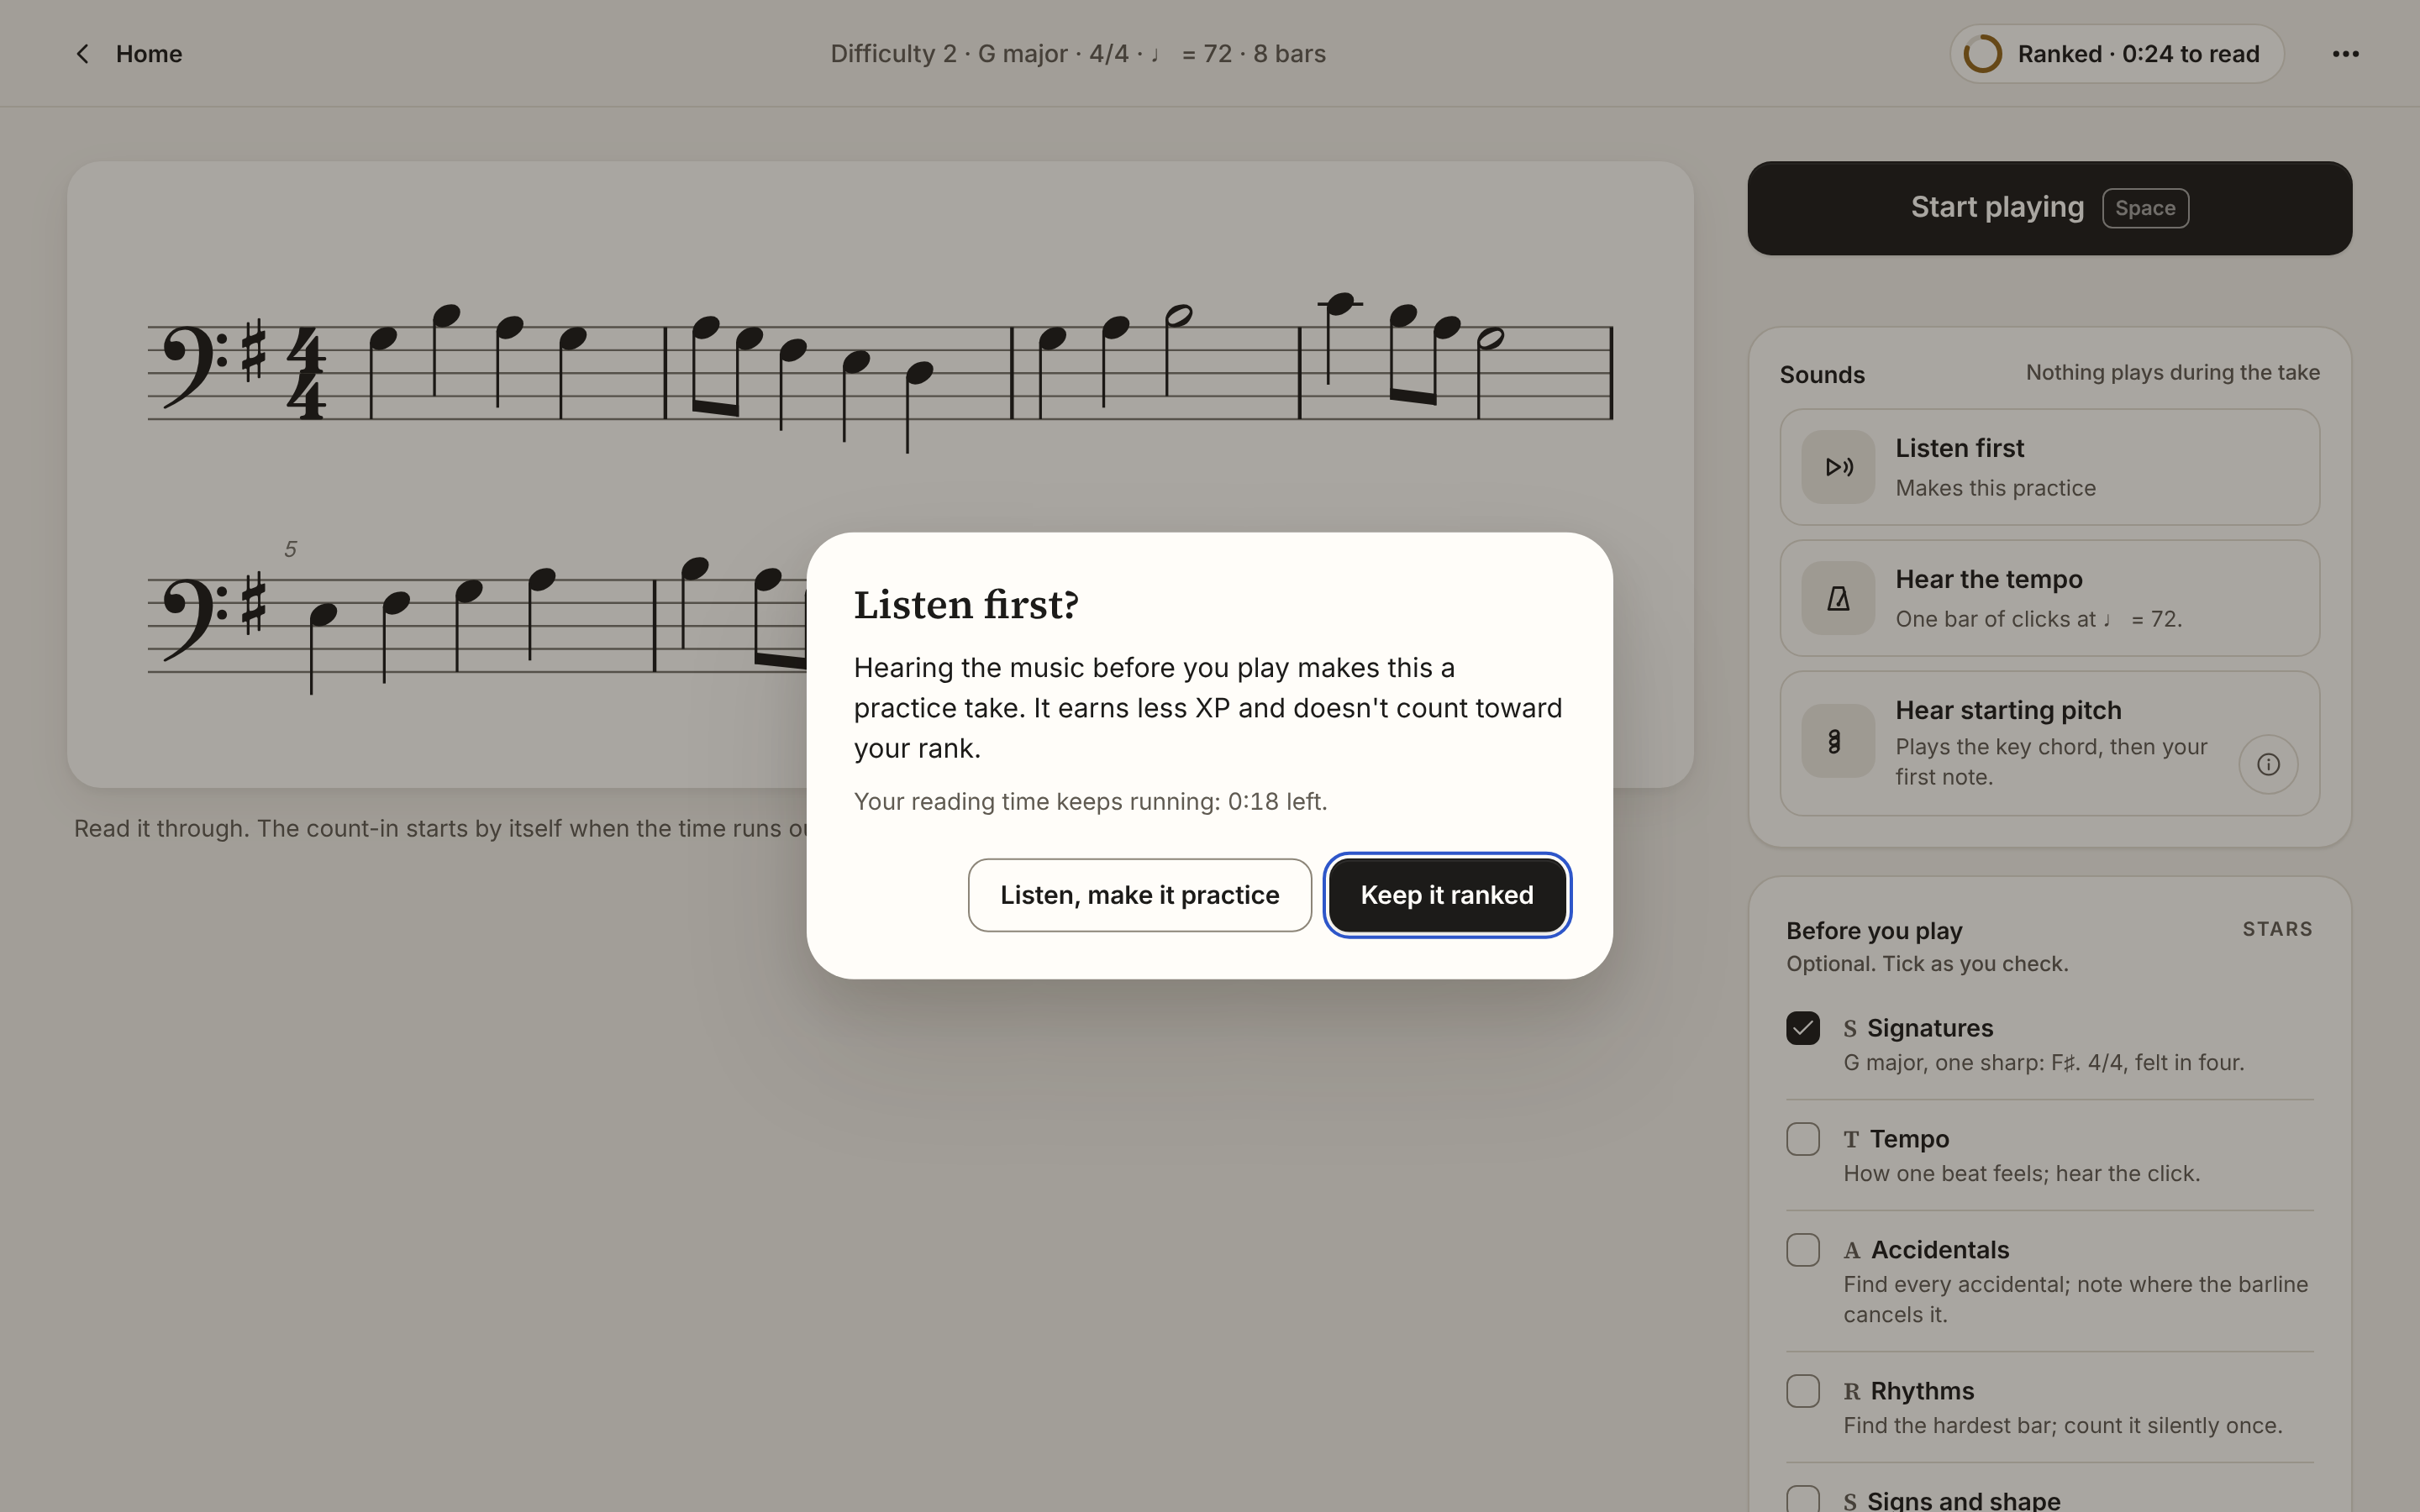 Home
Difficulty 2 · G major · 4/4 · ♩ = 72 · 8 bars
Ranked · 0:24 to read
Start playing Space
4
4
Sounds
Nothing plays during the take
Listen first
Makes this practice
Hear the tempo
One bar of clicks at ♩ = 72.
Hear starting pitch
Plays the key chord, then your
first note.
5
Read it through. The count-in starts by itself when the time runs
Listen first?
Hearing the music before you play makes this a
practice take. It earns less XP and doesn't count toward
your rank.
Your reading time keeps running: 0:18 left.
Listen, make it practice
Keep it ranked
Before you play
STARS
Optional. Tick as you check.
S Signatures
G major, one sharp: F♯. 4/4, felt in four.
T Tempo
How one beat feels; hear the click.
A Accidentals
Find every accidental; note where the barline
cancels it.
R Rhythms
Find the hardest bar; count it silently once.
S Signs and shape